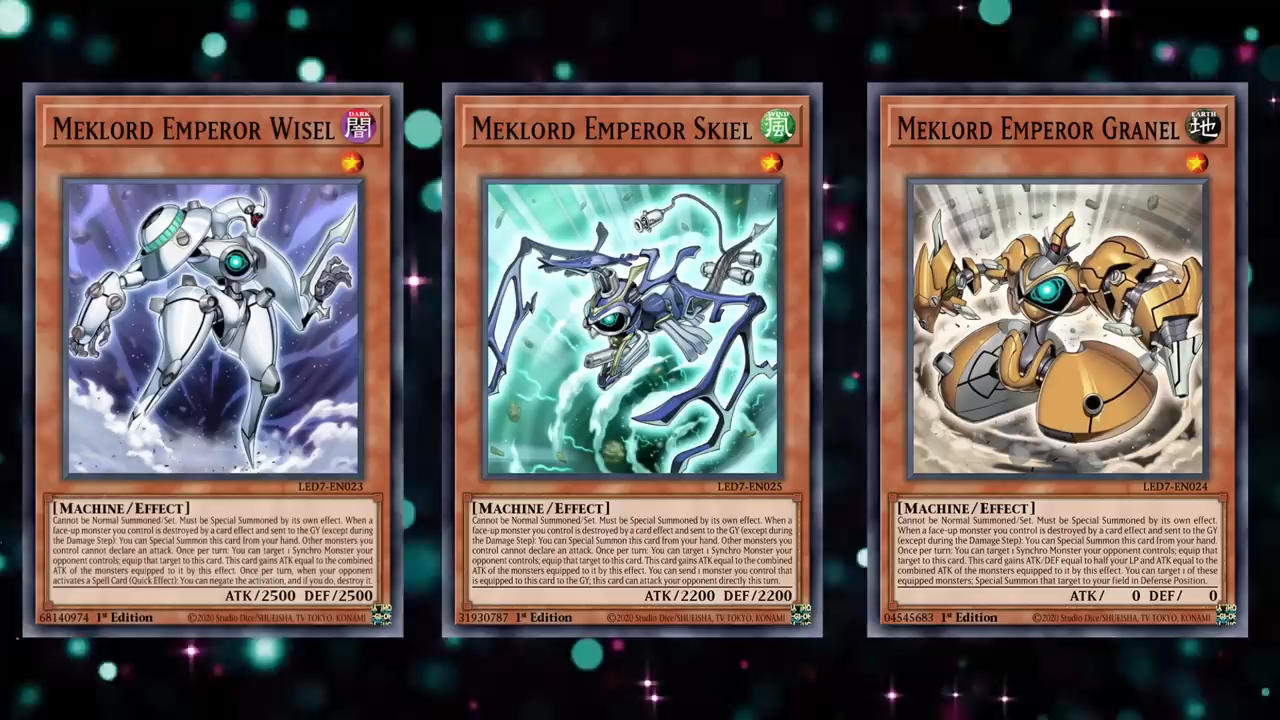 MEKLORD EMPEROR WISEL
DARK
闇
LED7-EN023
[MACHINE/EFFECT]
Cannot be Normal Summoned/Set. Must be Special Summoned by its own effect. When a
face-up monster you control is destroyed by a card effect and sent to the GY (except during
the Damage Step): You can Special Summon this card from your hand. Other monsters you
control cannot declare an attack. Once per turn: You can target 1 Synchro Monster your
opponent controls; equip that target to this card. This card gains ATK equal to the combined
ATK of the monsters equipped to it by this effect. Once per turn, when your opponent
activates a Spell Card (Quick Effect): You can negate the activation, and if you do, destroy it.
ATK/2500 DEF/2500
68140974 1st Edition ©2020 Studio Dice/SHUEISHA, TV TOKYO, KONAMI
MEKLORD EMPEROR SKIEL
WIND
風
LED7-EN025
[MACHINE/EFFECT]
Cannot be Normal Summoned/Set. Must be Special Summoned by its own effect. When a
face-up monster you control is destroyed by a card effect and sent to the GY (except during
the Damage Step): You can Special Summon this card from your hand. Other monsters you
control cannot declare an attack. Once per turn: You can target 1 Synchro Monster your
opponent controls; equip that target to this card. This card gains ATK equal to the combined
ATK of the monsters equipped to it by this effect. You can send 1 monster you control that
is equipped to this card to the GY; this card can attack your opponent directly this turn.
ATK/2200 DEF/2200
31930787 1st Edition ©2020 Studio Dice/SHUEISHA, TV TOKYO, KONAMI
MEKLORD EMPEROR GRANEL
EARTH
地
LED7-EN024
[MACHINE/EFFECT]
Cannot be Normal Summoned/Set. Must be Special Summoned by its own effect.
When a face-up monster you control is destroyed by a card effect and sent to the GY
(except during the Damage Step): You can Special Summon this card from your hand.
Once per turn: You can target 1 Synchro Monster your opponent controls; equip that
target to this card. This card gains ATK/DEF equal to half your LP and ATK equal to the
combined ATK of the monsters equipped to it by this effect. You can target 1 of these
equipped monsters; Special Summon that target to your field in Defense Position.
ATK/ 0 DEF/ 0
04545683 1st Edition ©2020 Studio Dice/SHUEISHA, TV TOKYO, KONAMI